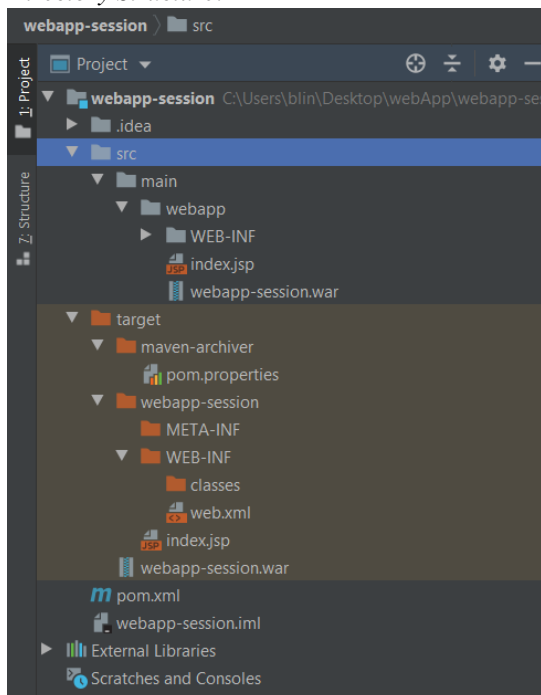 webapp-session src
Project
webapp-session C:\Users\blin\Desktop\webApp\webapp-se
.idea
src
main
webapp
WEB-INF
index.jsp
webapp-session.war
target
maven-archiver
pom.properties
webapp-session
META-INF
WEB-INF
classes
web.xml
index.jsp
webapp-session.war
pom.xml
webapp-session.iml
External Libraries
Scratches and Consoles
1: Project
7: Structure